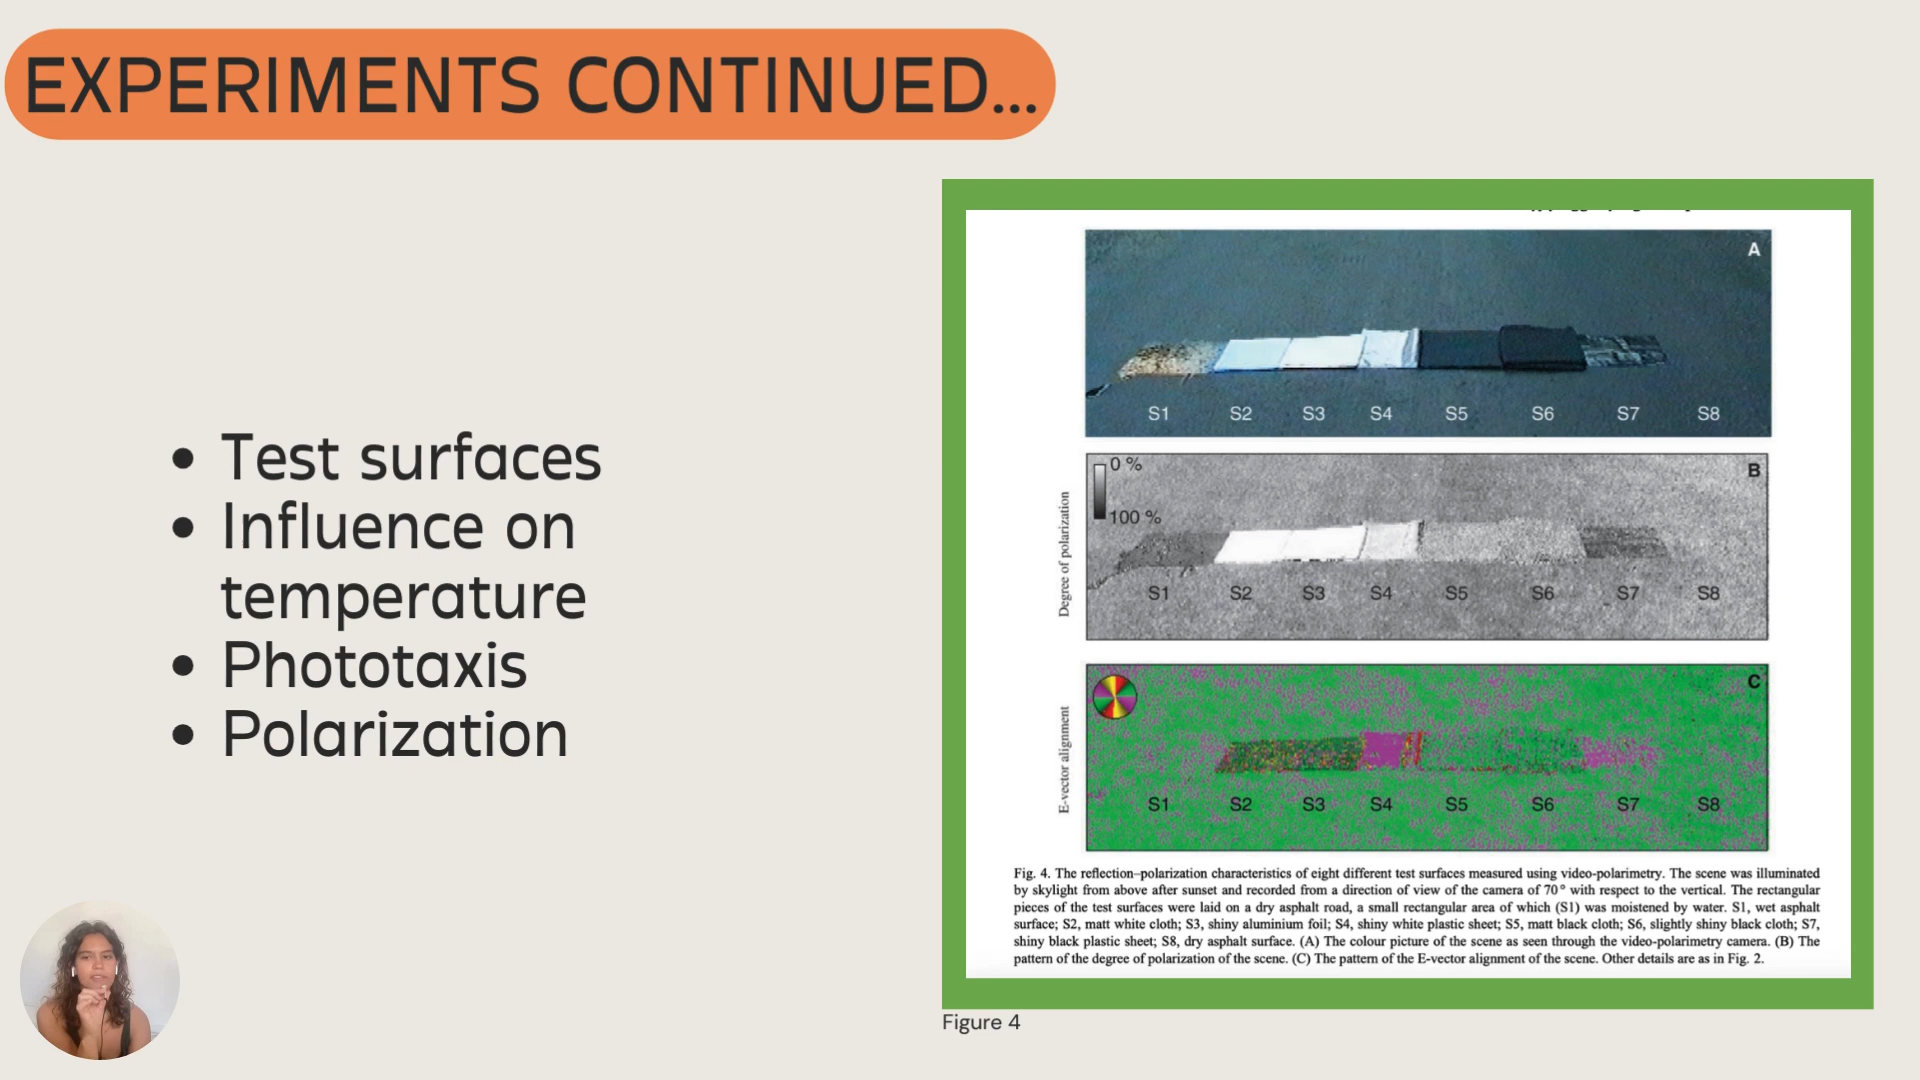 EXPERIMENTS CONTINUED...
• Test surfaces
• Influence on
temperature
• Phototaxis
• Polarization
A
S1 S2 S3 S4 S5 S6 S7 S8
0 %
100 %
B
Degree of polarization
S1 S2 S3 S4 S5 S6 S7 S8
C
E-vector alignment
S1 S2 S3 S4 S5 S6 S7 S8
Fig. 4. The reflection–polarization characteristics of eight different test surfaces measured using video-polarimetry. The scene was illuminated
by skylight from above after sunset and recorded from a direction of view of the camera of 70° with respect to the vertical. The rectangular
pieces of the test surfaces were laid on a dry asphalt road, a small rectangular area of which (S1) was moistened by water. S1, wet asphalt
surface; S2, matt white cloth; S3, shiny aluminium foil; S4, shiny white plastic sheet; S5, matt black cloth; S6, slightly shiny black cloth; S7,
shiny black plastic sheet; S8, dry asphalt surface. (A) The colour picture of the scene as seen through the video-polarimetry camera. (B) The
pattern of the degree of polarization of the scene. (C) The pattern of the E-vector alignment of the scene. Other details are as in Fig. 2.
Figure 4